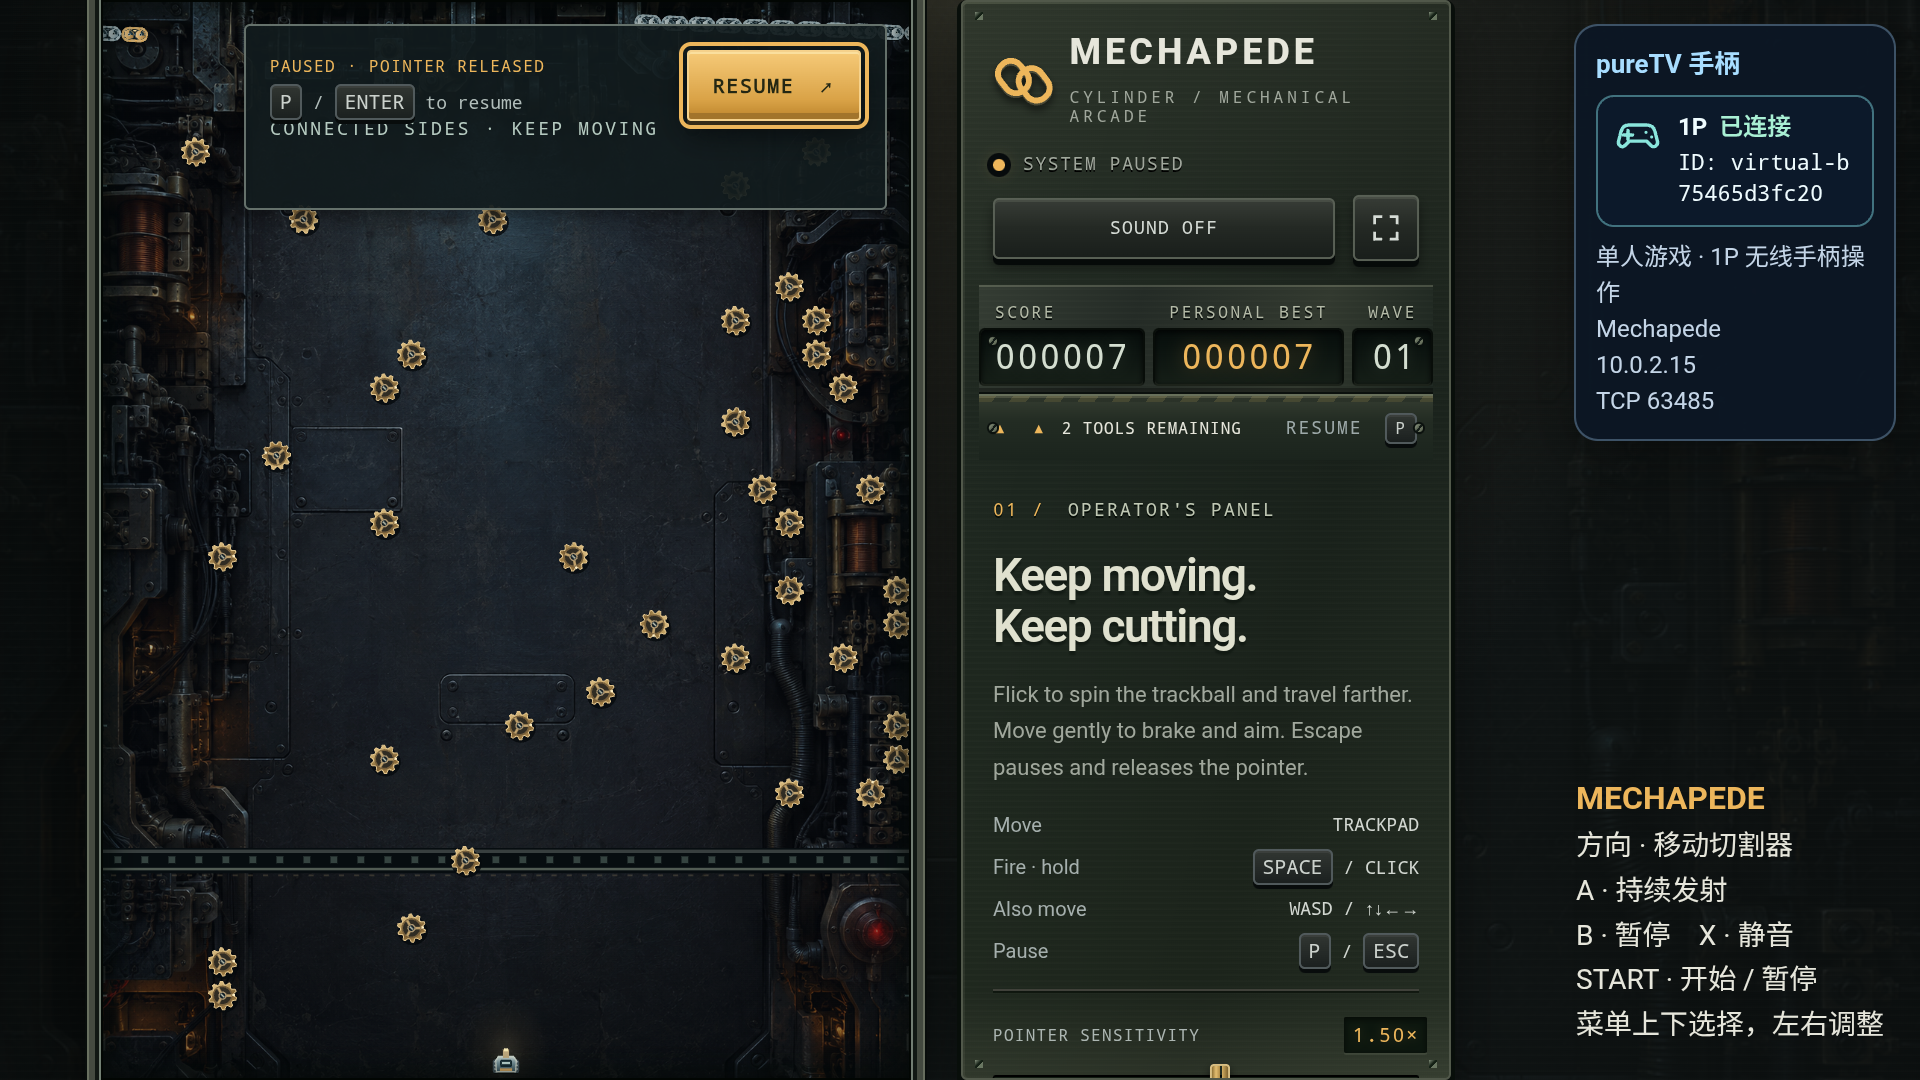 PAUSED · POINTER RELEASED
P / ENTER to resume
CONNECTED SIDES · KEEP MOVING
RESUME ↗
MECHAPEDE
CYLINDER / MECHANICAL
ARCADE
SYSTEM PAUSED
SOUND OFF
SCORE PERSONAL BEST WAVE
000007 000007 01
2 TOOLS REMAINING RESUME P
01 / OPERATOR'S PANEL
Keep moving.
Keep cutting.
Flick to spin the trackball and travel farther.
Move gently to brake and aim. Escape
pauses and releases the pointer.
Move TRACKPAD
Fire · hold SPACE / CLICK
Also move WASD / ↑↓←→
Pause P / ESC
POINTER SENSITIVITY 1.50×
pureTV 手柄
1P 已连接
ID: virtual-b
75465d3fc20
单人游戏 · 1P 无线手柄操
作
Mechapede
10.0.2.15
TCP 63485
MECHAPEDE
方向 · 移动切割器
A · 持续发射
B · 暂停 X · 静音
START · 开始 / 暂停
菜单上下选择，左右调整